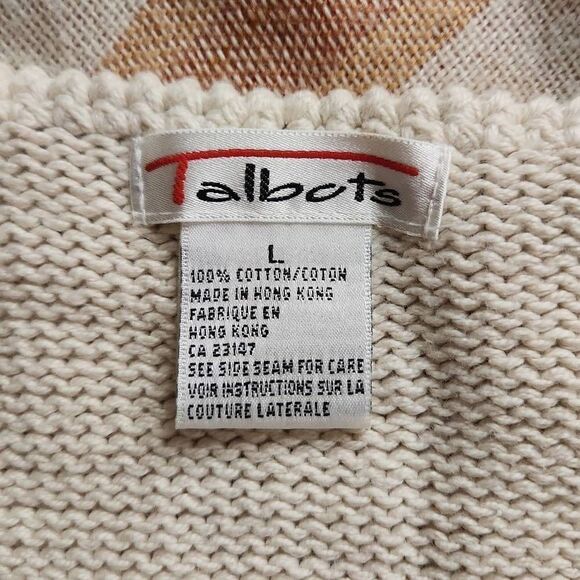 Talbots
L
100% COTTON/COTON
MADE IN HONG KONG
FABRIQUE EN
HONG KONG
CA 23107
SEE SIDE SEAM FOR CARE
VOIR INSTRUCTIONS SUR LA
COUTURE LATERALE